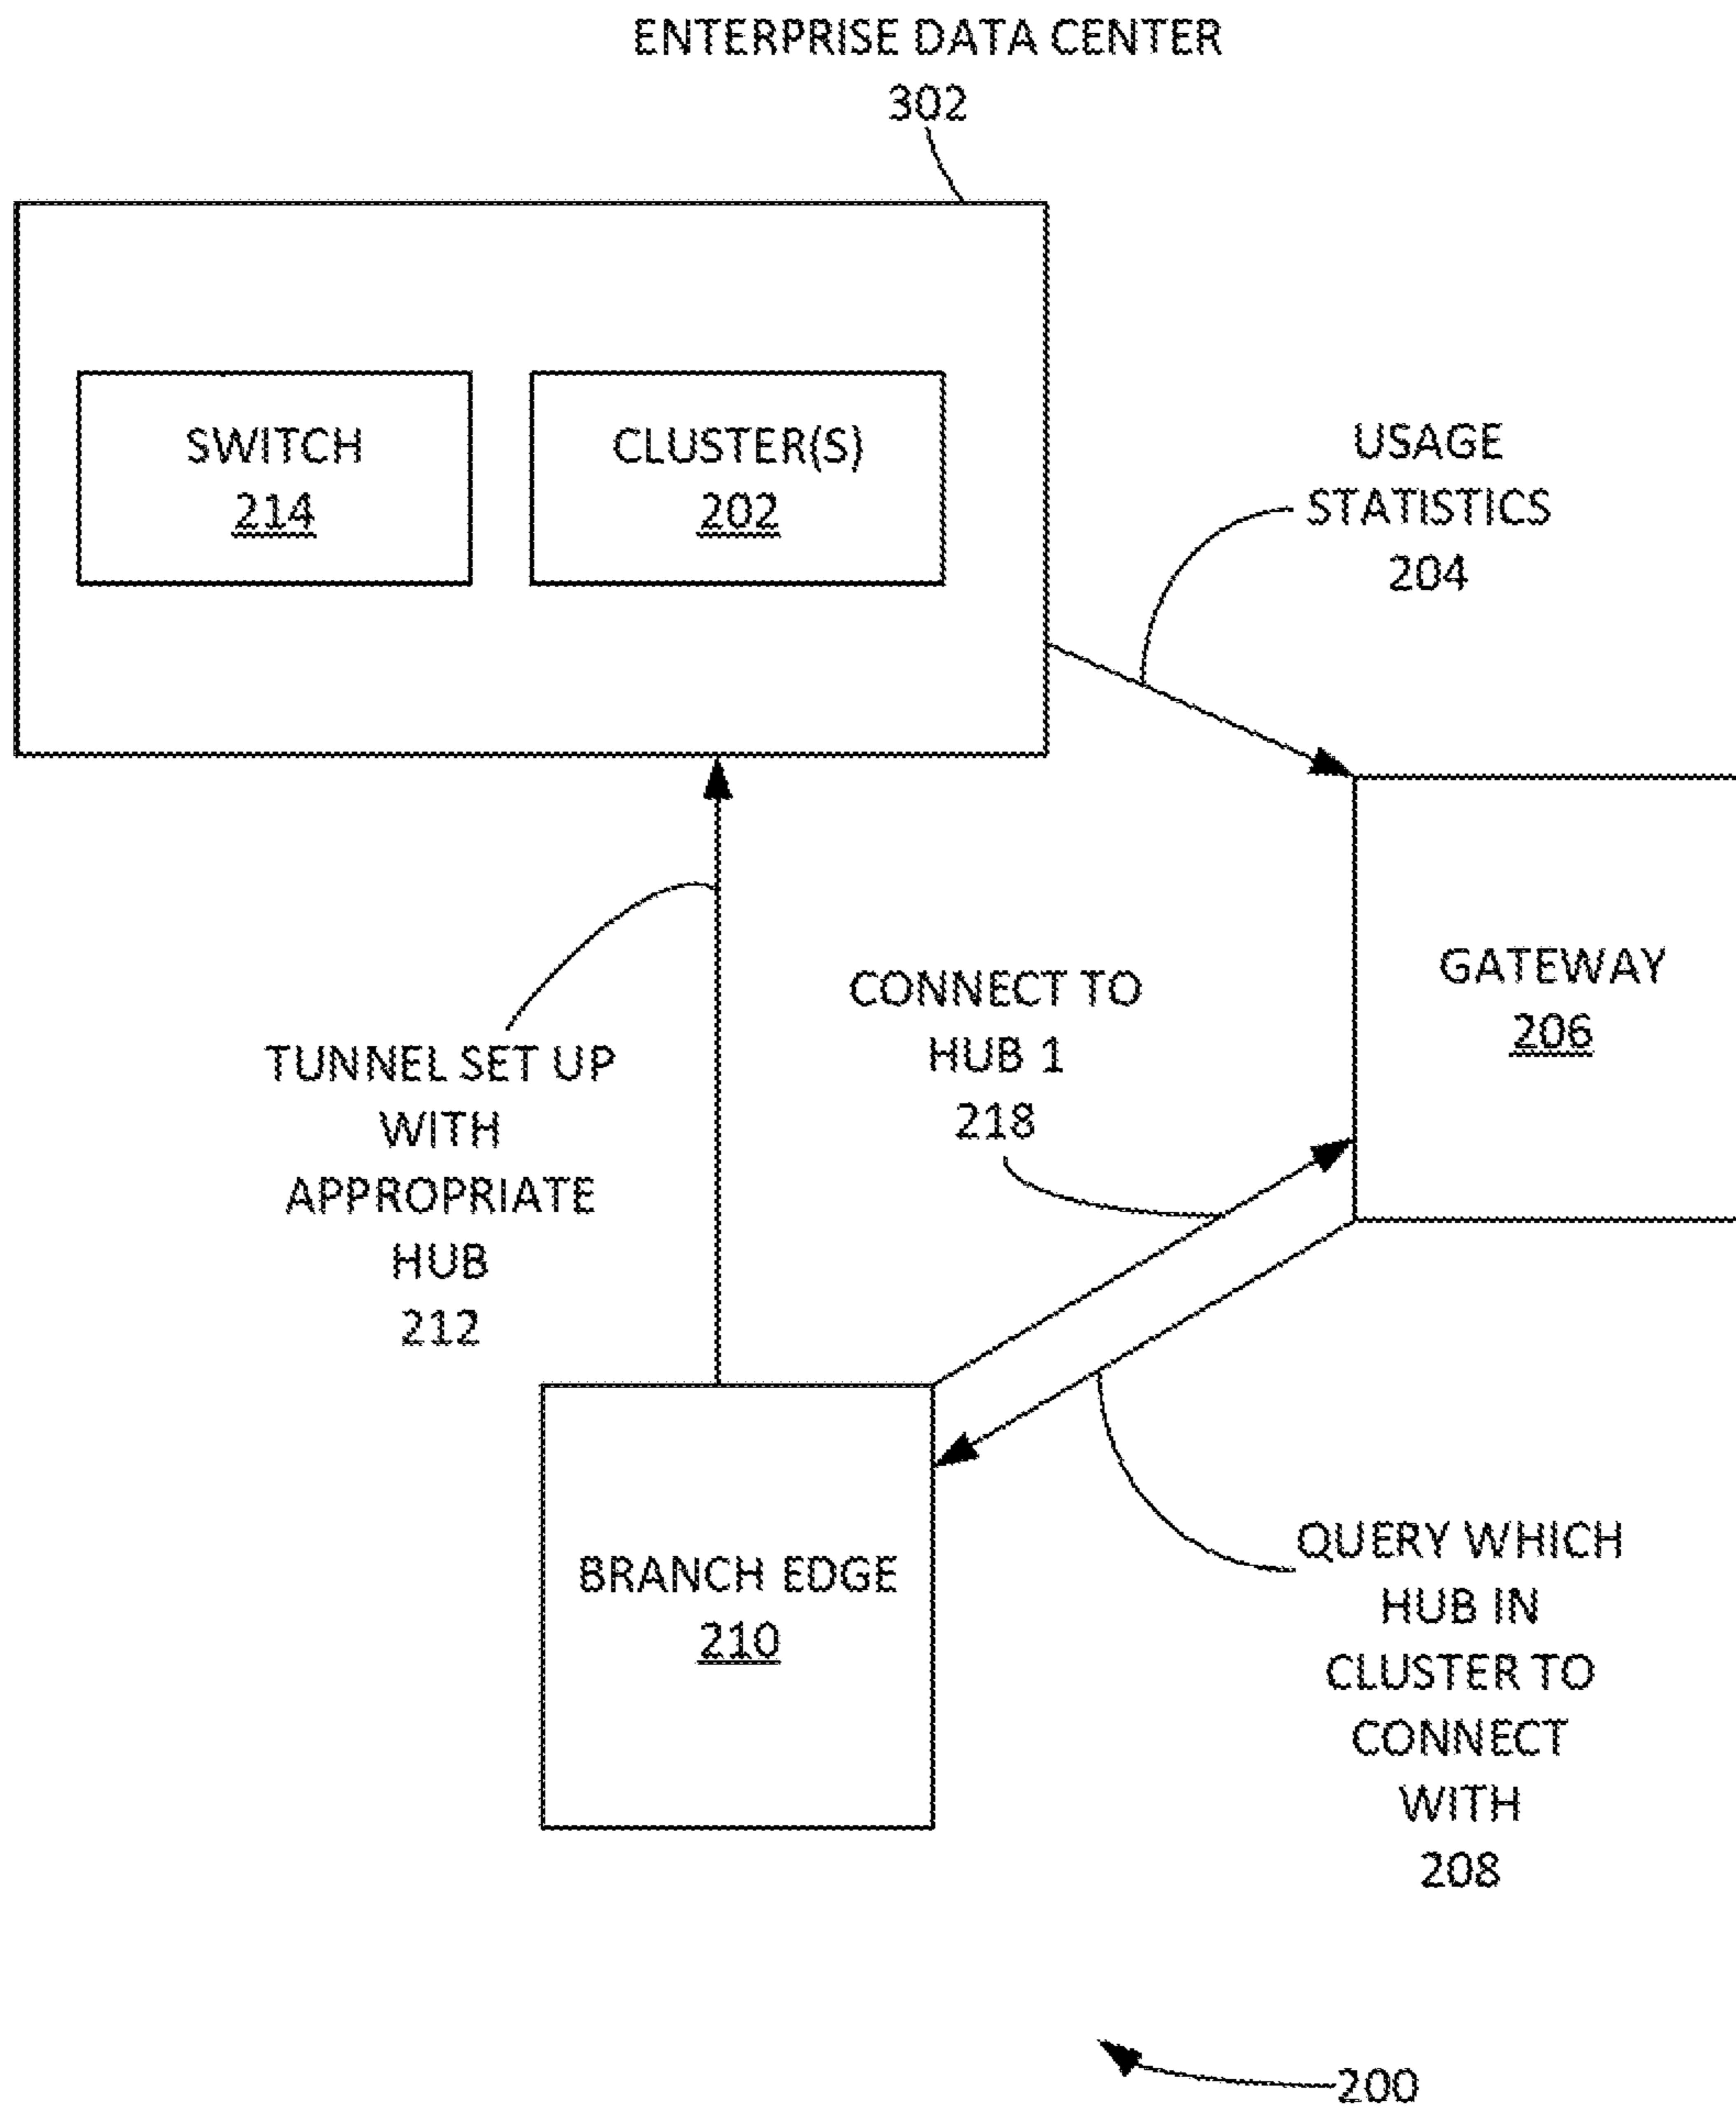 ENTERPRISE DATA CENTER
302
SWITCH
214
CLUSTER(S)
202
USAGE
STATISTICS
204
GATEWAY
206
CONNECT TO
HUB 1
218
TUNNEL SET UP
WITH
APPROPRIATE
HUB
212
BRANCH EDGE
210
QUERY WHICH
HUB IN
CLUSTER TO
CONNECT
WITH
208
200